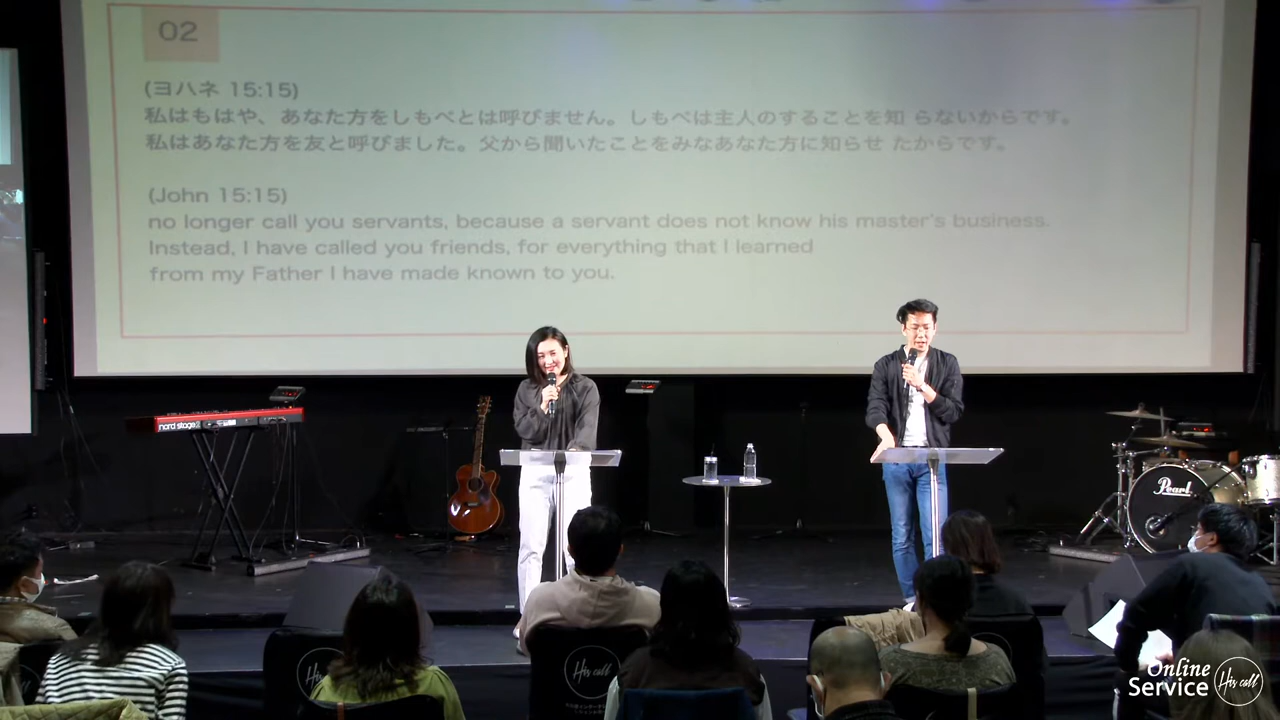 02
(ヨハネ 15:15)
私はもはや、あなた方をしもべとは呼びません。しもべは主人のすることを知 らないからです。
私はあなた方を友と呼びました。父から聞いたことをみなあなた方に知らせ たからです。
(John 15:15)
no longer call you servants, because a servant does not know his master's business.
Instead, I have called you friends, for everything that I learned
from my Father I have made known to you.
nord stage
Pearl
His call
Online
Service
His call